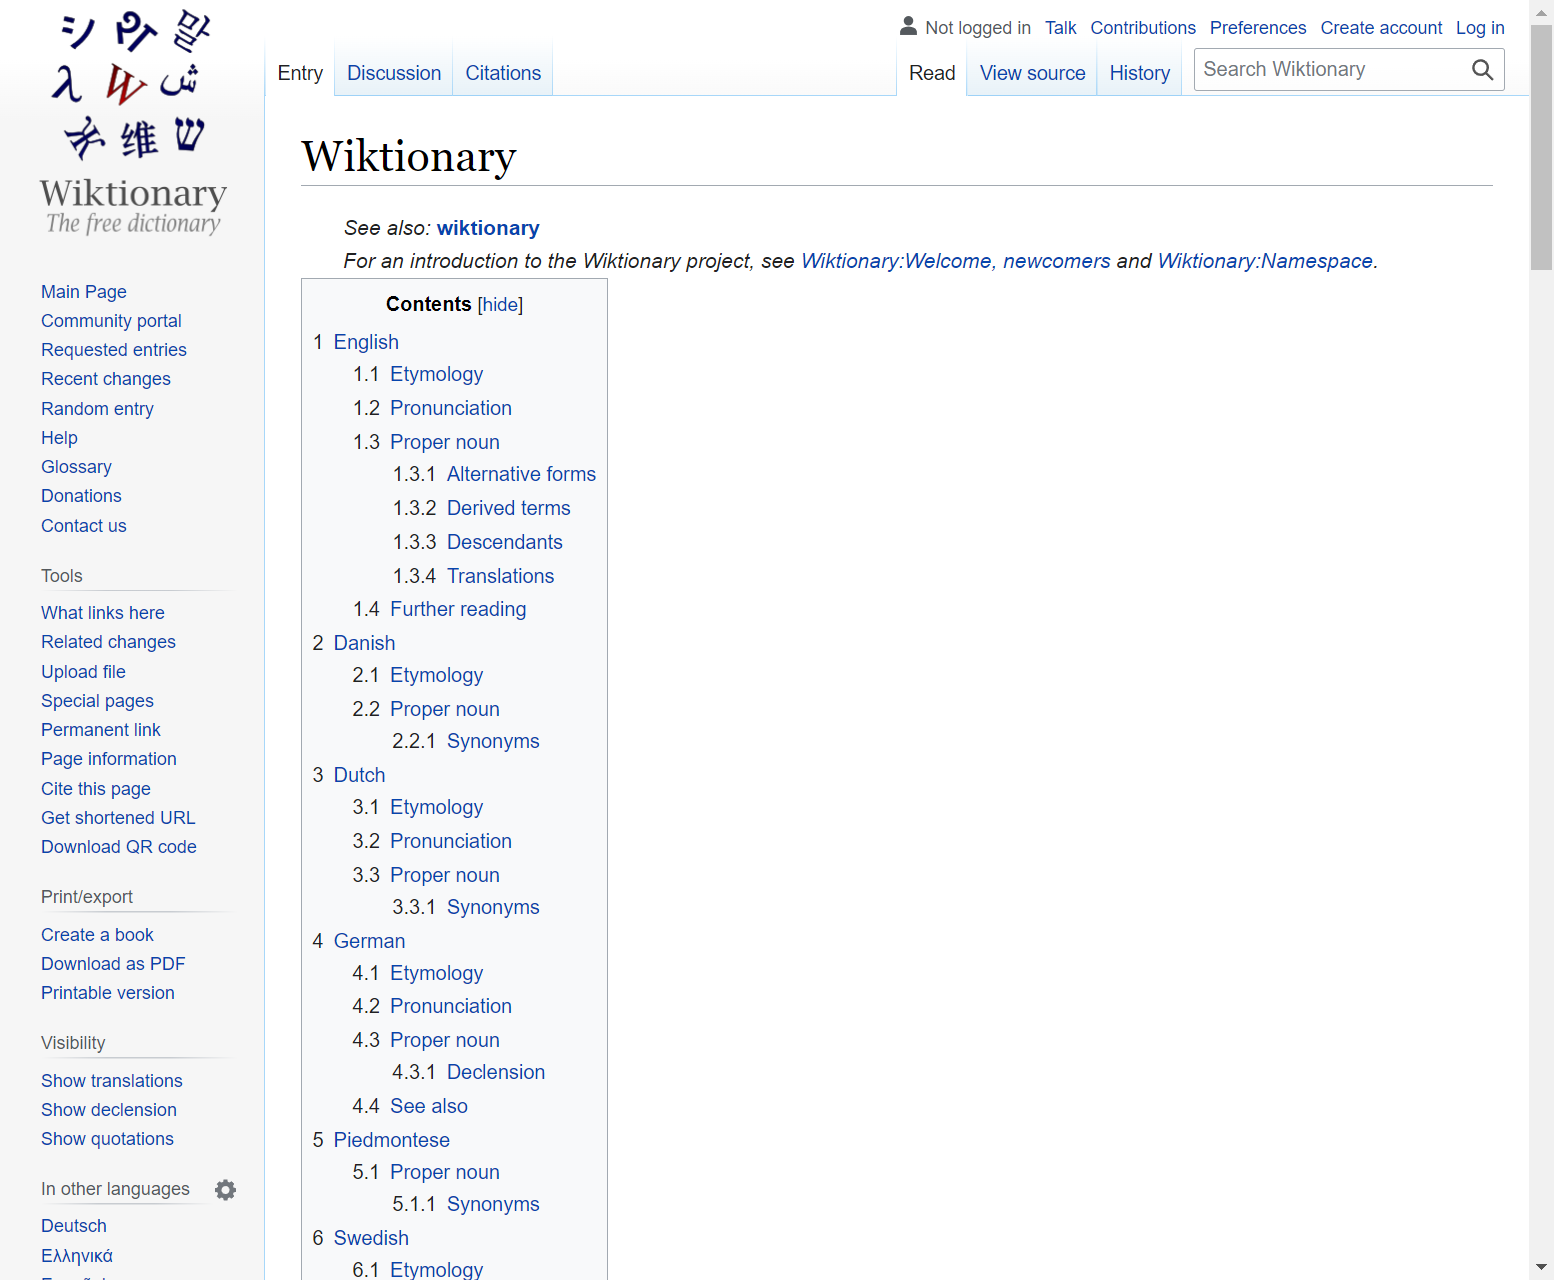 シ वि 말
λ W ش
维 ש
Wiktionary
The free dictionary
Not logged in Talk Contributions Preferences Create account Log in
Entry Discussion Citations Read View source History Search Wiktionary
Wiktionary
See also: wiktionary
For an introduction to the Wiktionary project, see Wiktionary:Welcome, newcomers and Wiktionary:Namespace.
Main Page
Community portal
Requested entries
Recent changes
Random entry
Help
Glossary
Donations
Contact us
Tools
What links here
Related changes
Upload file
Special pages
Permanent link
Page information
Cite this page
Get shortened URL
Download QR code
Print/export
Create a book
Download as PDF
Printable version
Visibility
Show translations
Show declension
Show quotations
In other languages
Deutsch
Ελληνικά
Contents [hide]
1 English
1.1 Etymology
1.2 Pronunciation
1.3 Proper noun
1.3.1 Alternative forms
1.3.2 Derived terms
1.3.3 Descendants
1.3.4 Translations
1.4 Further reading
2 Danish
2.1 Etymology
2.2 Proper noun
2.2.1 Synonyms
3 Dutch
3.1 Etymology
3.2 Pronunciation
3.3 Proper noun
3.3.1 Synonyms
4 German
4.1 Etymology
4.2 Pronunciation
4.3 Proper noun
4.3.1 Declension
4.4 See also
5 Piedmontese
5.1 Proper noun
5.1.1 Synonyms
6 Swedish
6.1 Etymology